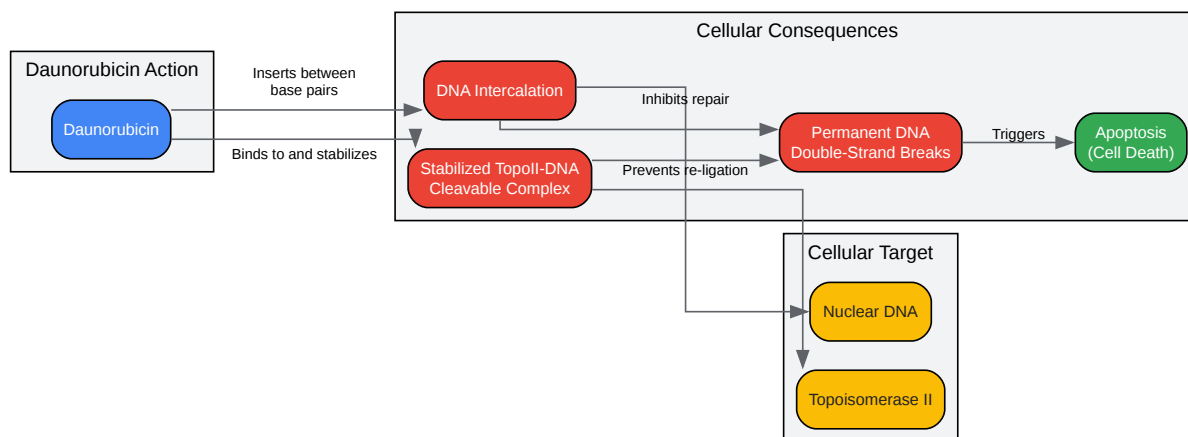 Cellular Consequences
Daunorubicin Action
Inserts between
base pairs
DNA Intercalation
Inhibits repair
Daunorubicin
Permanent DNA
Double-Strand Breaks
Triggers
Apoptosis
(Cell Death)
Binds to and stabilizes
Stabilized TopoII-DNA
Cleavable Complex
Prevents re-ligation
Cellular Target
Nuclear DNA
Topoisomerase II